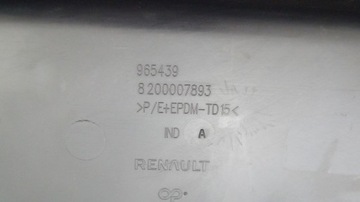 965439
8200007893
>P/E+EPDM-TD15<
IND A
RENAULT